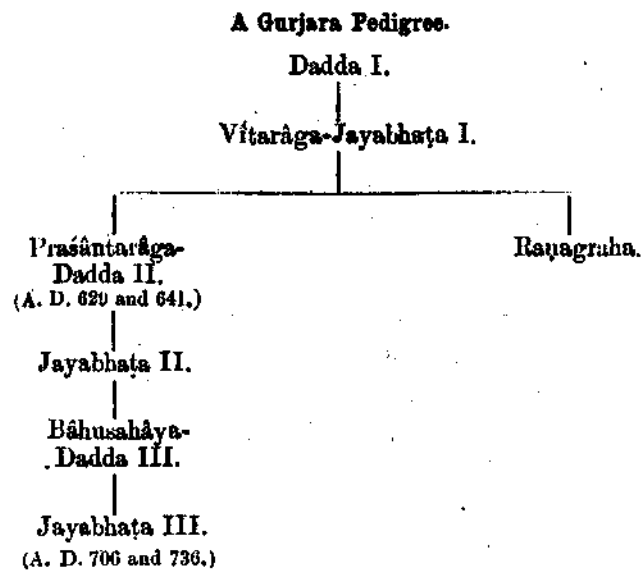 A Gurjara Pedigree.
Dadda I.
Vîtarâga-Jayabhaṭa I.
Praśântarâga-
Dadda II.
(A. D. 629 and 641.)
Raṇagraha.
Jayabhaṭa II.
Bâhusahâya-
Dadda III.
Jayabhaṭa III.
(A. D. 706 and 736.)